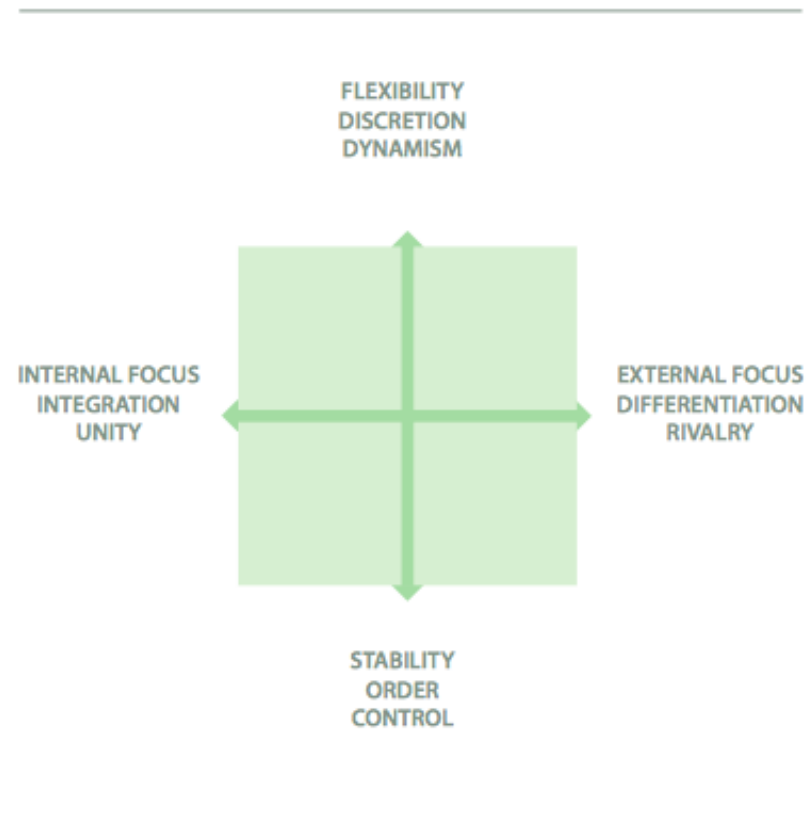 FLEXIBILITY
DISCRETION
DYNAMISM
INTERNAL FOCUS
INTEGRATION
UNITY
EXTERNAL FOCUS
DIFFERENTIATION
RIVALRY
STABILITY
ORDER
CONTROL